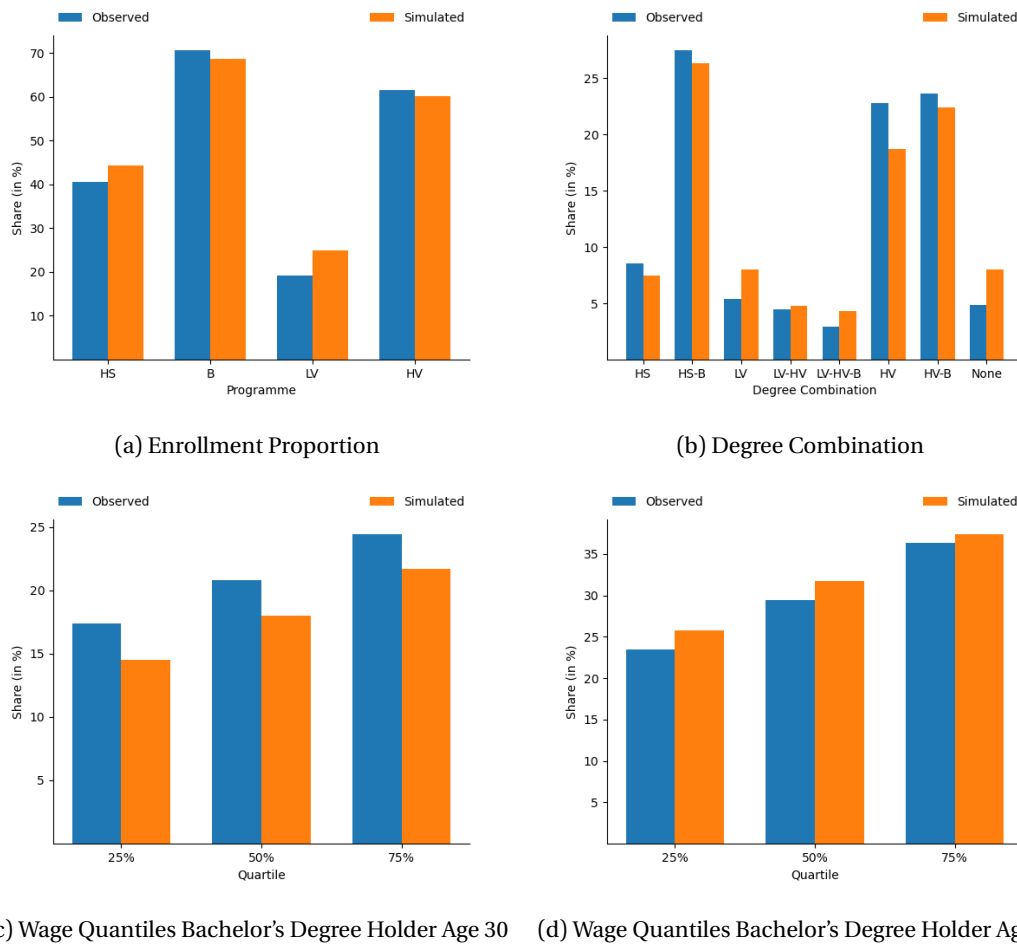 Observed
Simulated
70
60
50
40
30
20
10
Share (in %)
HS B LV HV
Programme
(a) Enrollment Proportion
Observed
Simulated
25
20
15
10
5
Share (in %)
HS HS-B LV LV-HV LV-HV-B HV HV-B None
Degree Combination
(b) Degree Combination
Observed
Simulated
25
20
15
10
5
Share (in %)
25% 50% 75%
Quartile
) Wage Quantiles Bachelor's Degree Holder Age 30
Observed
Simulated
35
30
25
20
15
10
5
Share (in %)
25% 50% 75%
Quartile
(d) Wage Quantiles Bachelor's Degree Holder